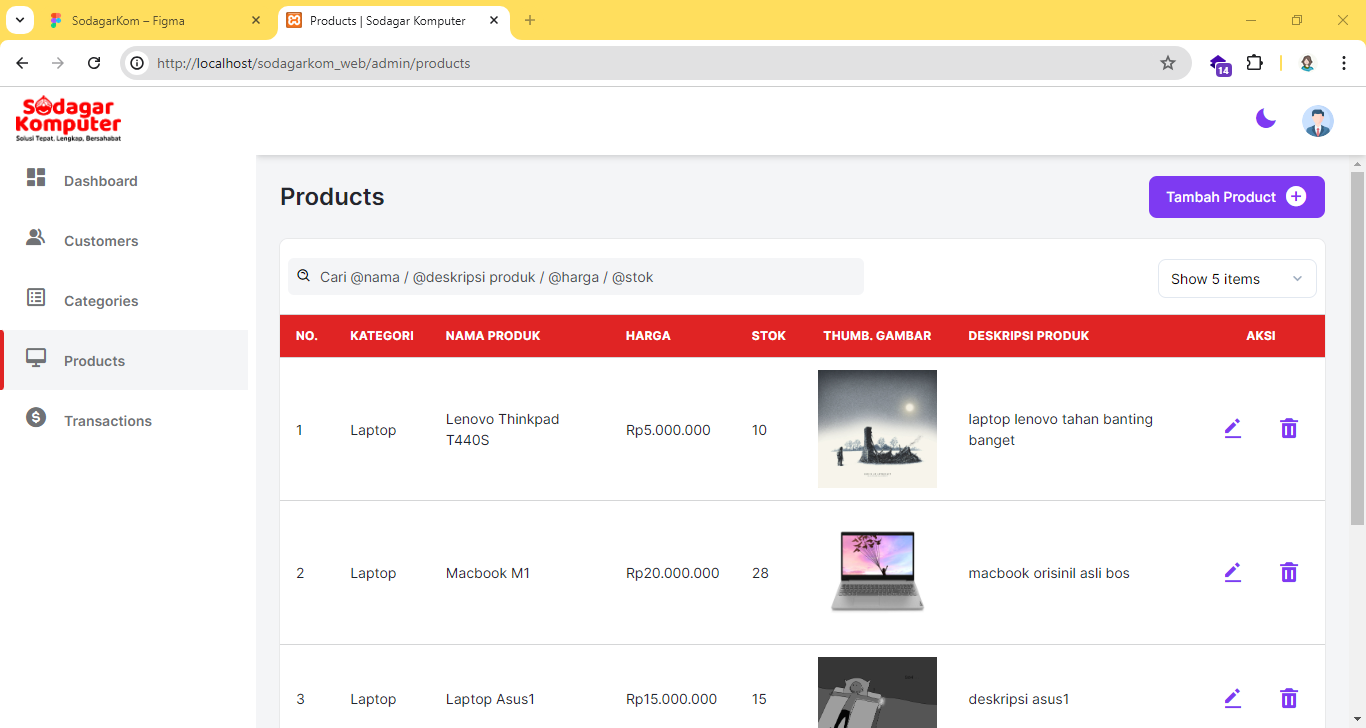 SodagarKom – Figma
Products | Sodagar Komputer
http://localhost/sodagarkom_web/admin/products
14
Sodagar
Komputer
Solusi Tepat, Lengkap, Bersahabat
Dashboard
Customers
Categories
Products
Transactions
Products
Tambah Product
Cari @nama / @deskripsi produk / @harga / @stok
Show 5 items
NO. KATEGORI NAMA PRODUK HARGA STOK THUMB. GAMBAR DESKRIPSI PRODUK AKSI
1 Laptop Lenovo Thinkpad T440S Rp5.000.000 10 laptop lenovo tahan banting banget
2 Laptop Macbook M1 Rp20.000.000 28 macbook orisinil asli bos
3 Laptop Laptop Asus1 Rp15.000.000 15 deskripsi asus1